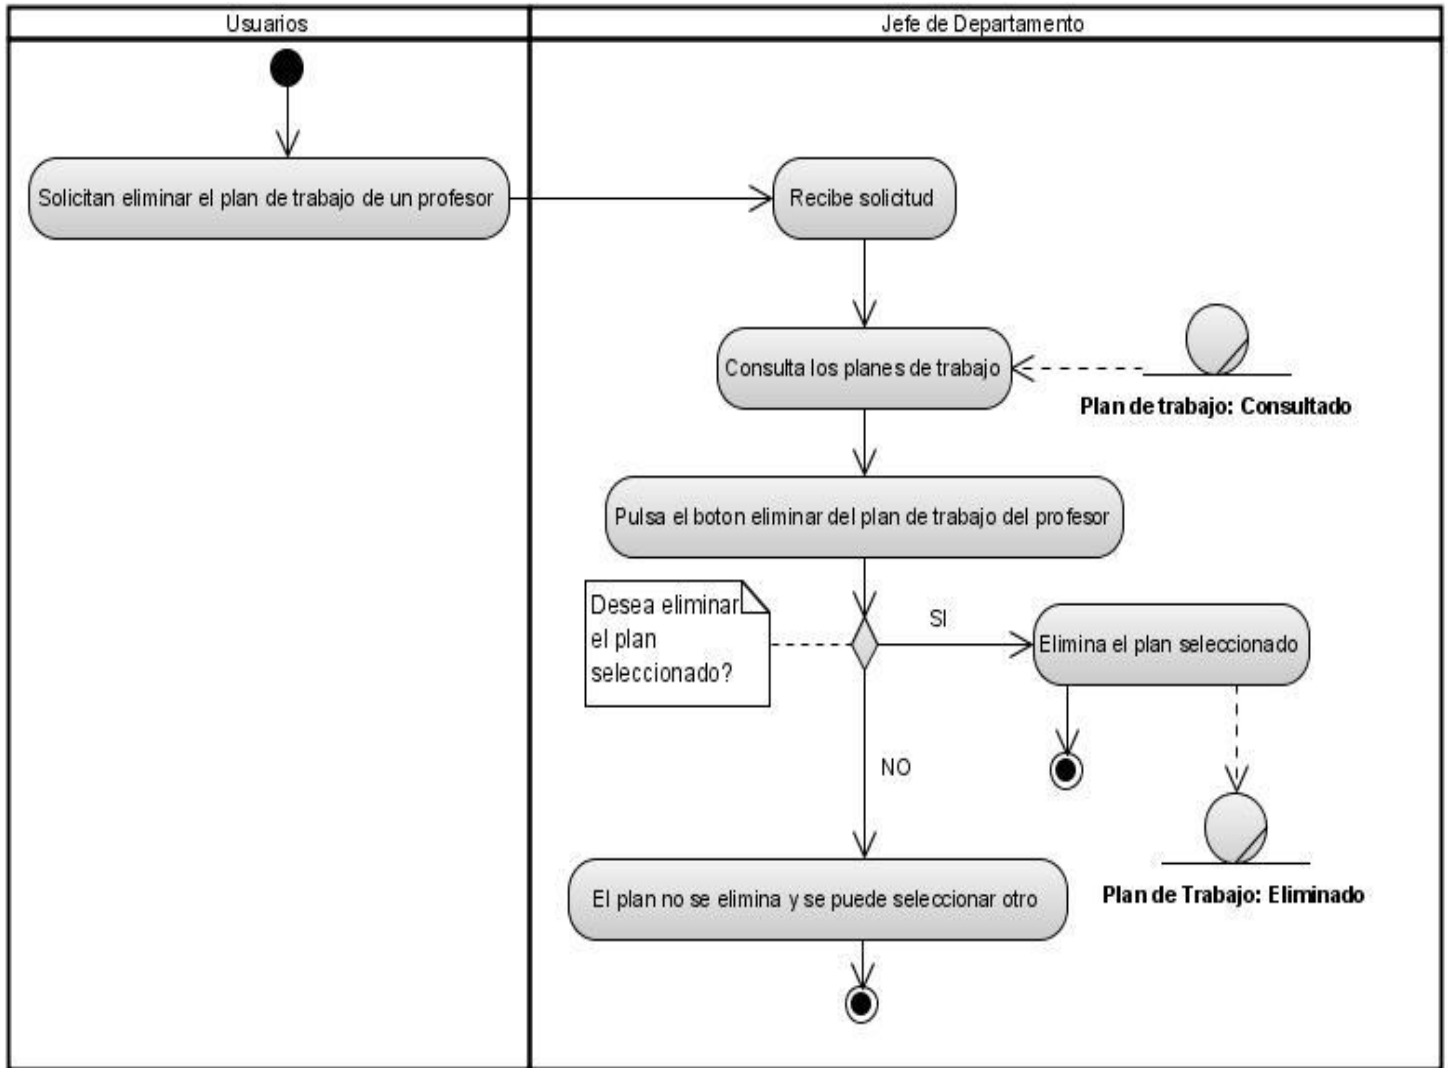 Usuarios
Jefe de Departamento
Solicitan eliminar el plan de trabajo de un profesor
Recibe solicitud
Consulta los planes de trabajo
Plan de trabajo: Consultado
Pulsa el boton eliminar del plan de trabajo del profesor
Desea eliminar
el plan
seleccionado?
SI
Elimina el plan seleccionado
NO
El plan no se elimina y se puede seleccionar otro
Plan de Trabajo: Eliminado